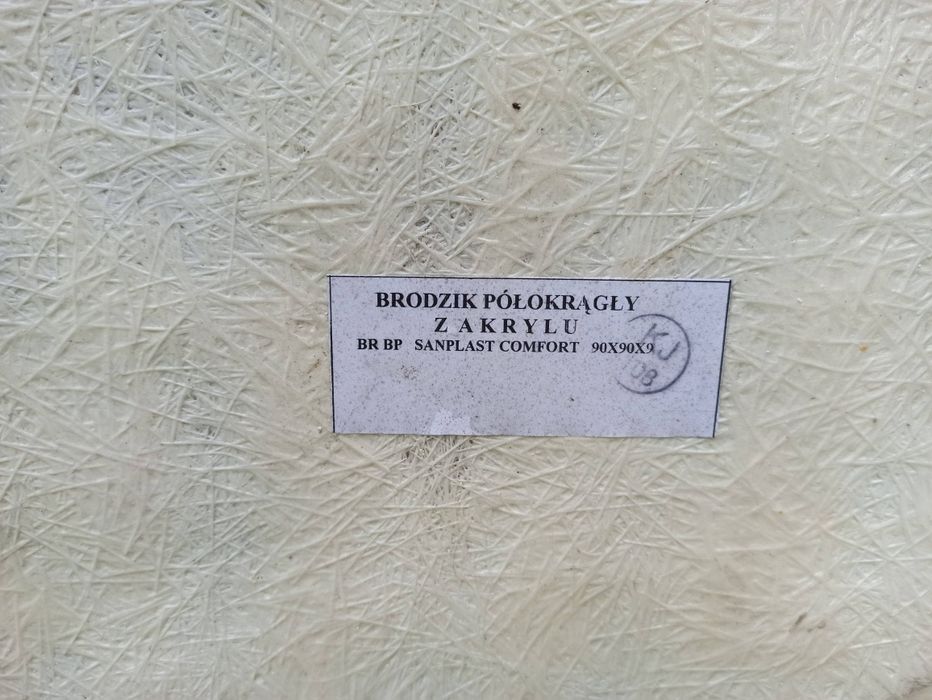 BRODZIK PÓŁOKRĄGŁY
Z AKRYLU
BR BP SANPLAST COMFORT 90X90X9
KJ
08